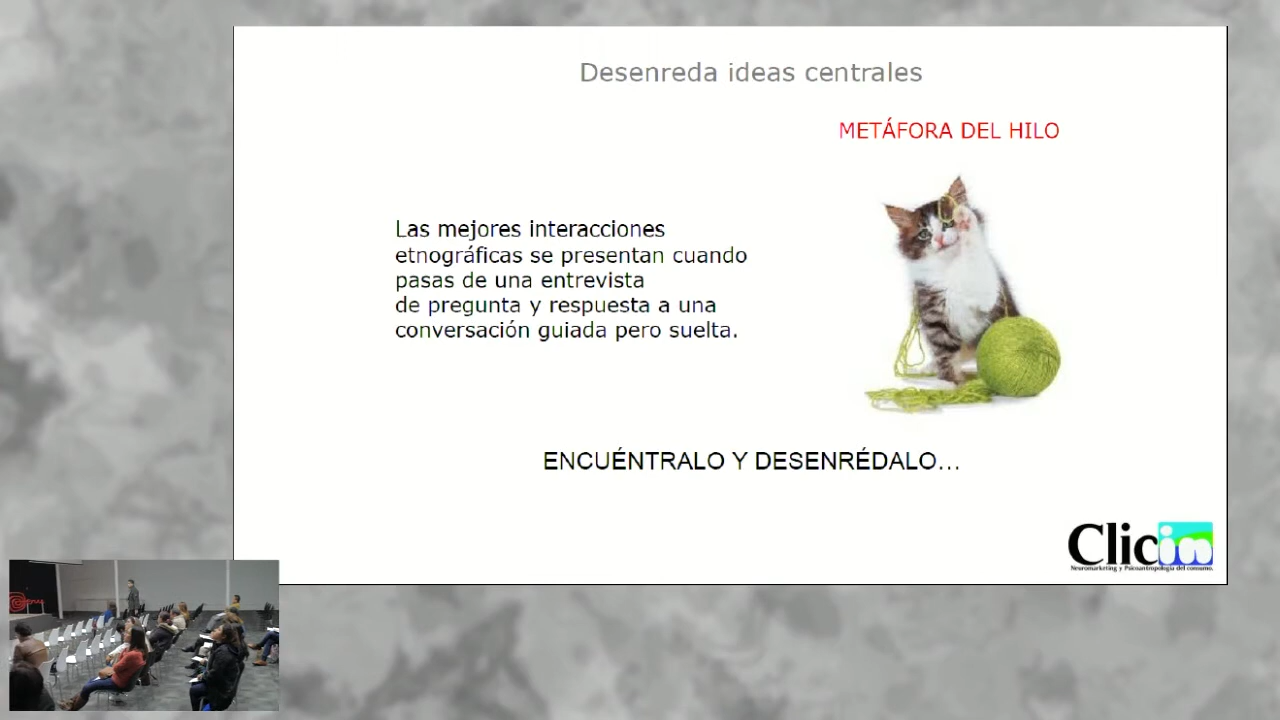 Desenreda ideas centrales
METÁFORA DEL HILO
Las mejores interacciones
etnográficas se presentan cuando
pasas de una entrevista
de pregunta y respuesta a una
conversación guiada pero suelta.
ENCUÉNTRALO Y DESENRÉDALO...
Clicin
Neuromarketing y Psicoantropología del consumo.